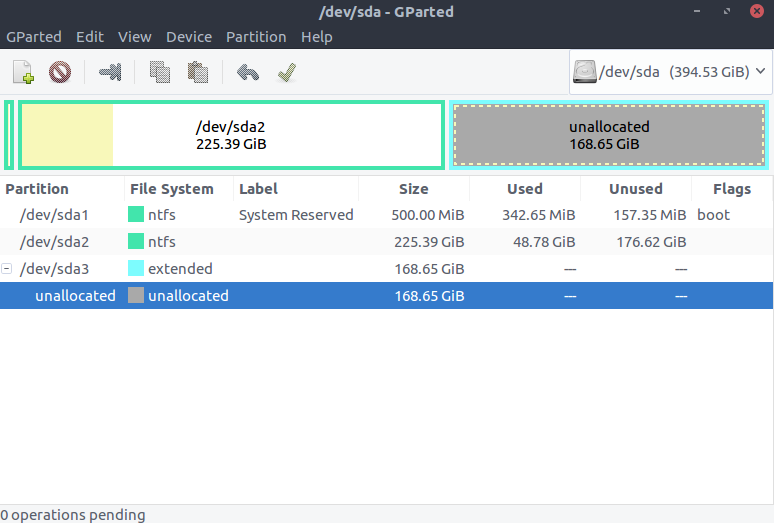 /dev/sda - GParted
GParted Edit View Device Partition Help
/dev/sda (394.53 GiB)
/dev/sda2
225.39 GiB
unallocated
168.65 GiB
Partition File System Label Size Used Unused Flags
/dev/sda1 ntfs System Reserved 500.00 MiB 342.65 MiB 157.35 MiB boot
/dev/sda2 ntfs 225.39 GiB 48.78 GiB 176.62 GiB
/dev/sda3 extended 168.65 GiB --- ---
unallocated unallocated 168.65 GiB --- ---
0 operations pending